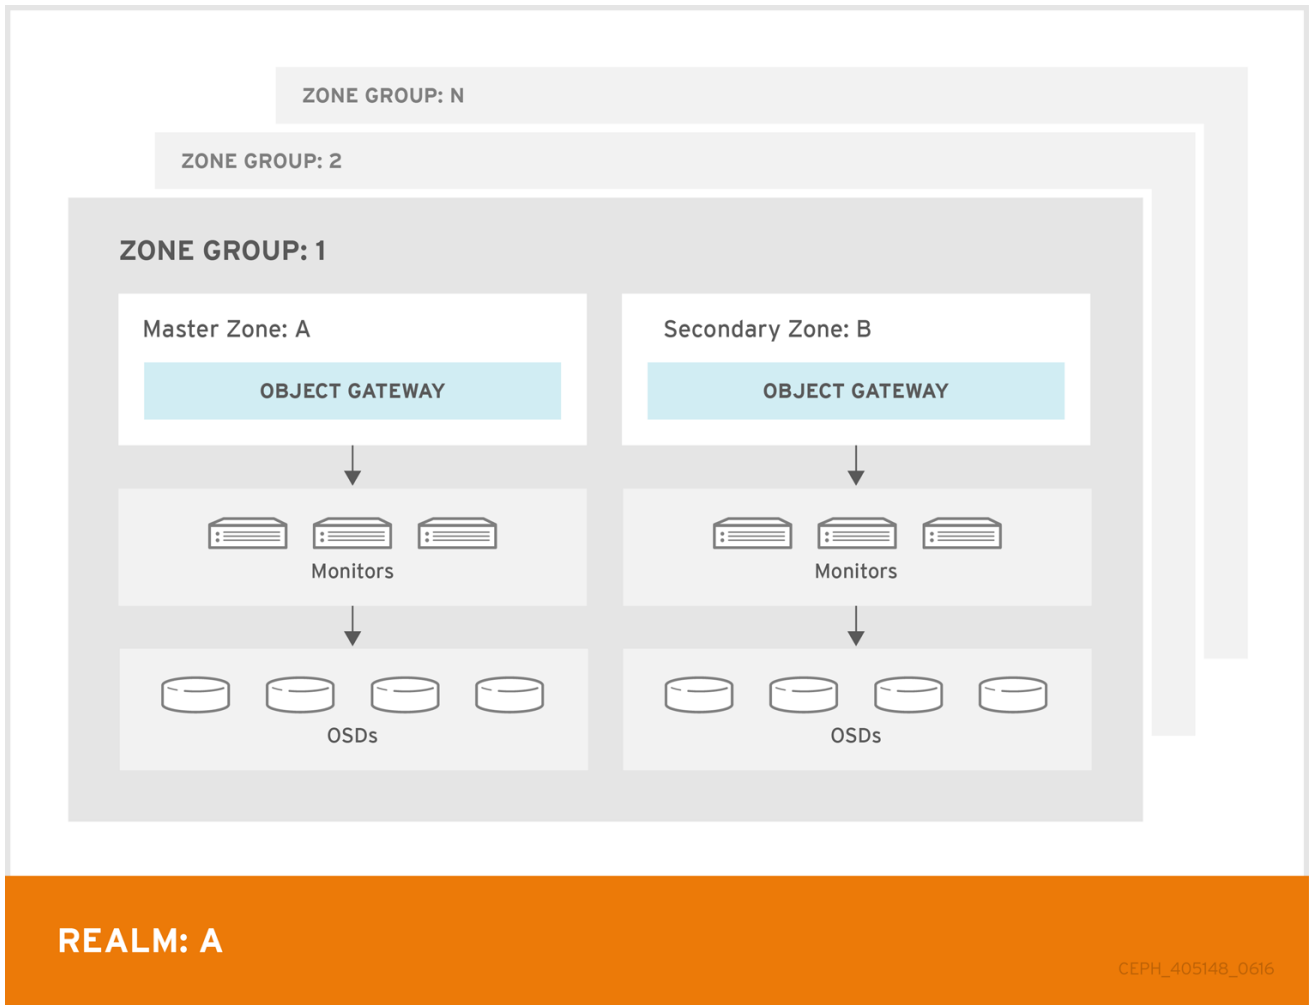 ZONE GROUP: N
ZONE GROUP: 2
ZONE GROUP: 1
Master Zone: A
OBJECT GATEWAY
Monitors
OSDs
Secondary Zone: B
OBJECT GATEWAY
Monitors
OSDs
REALM: A
CEPH_405148_0616